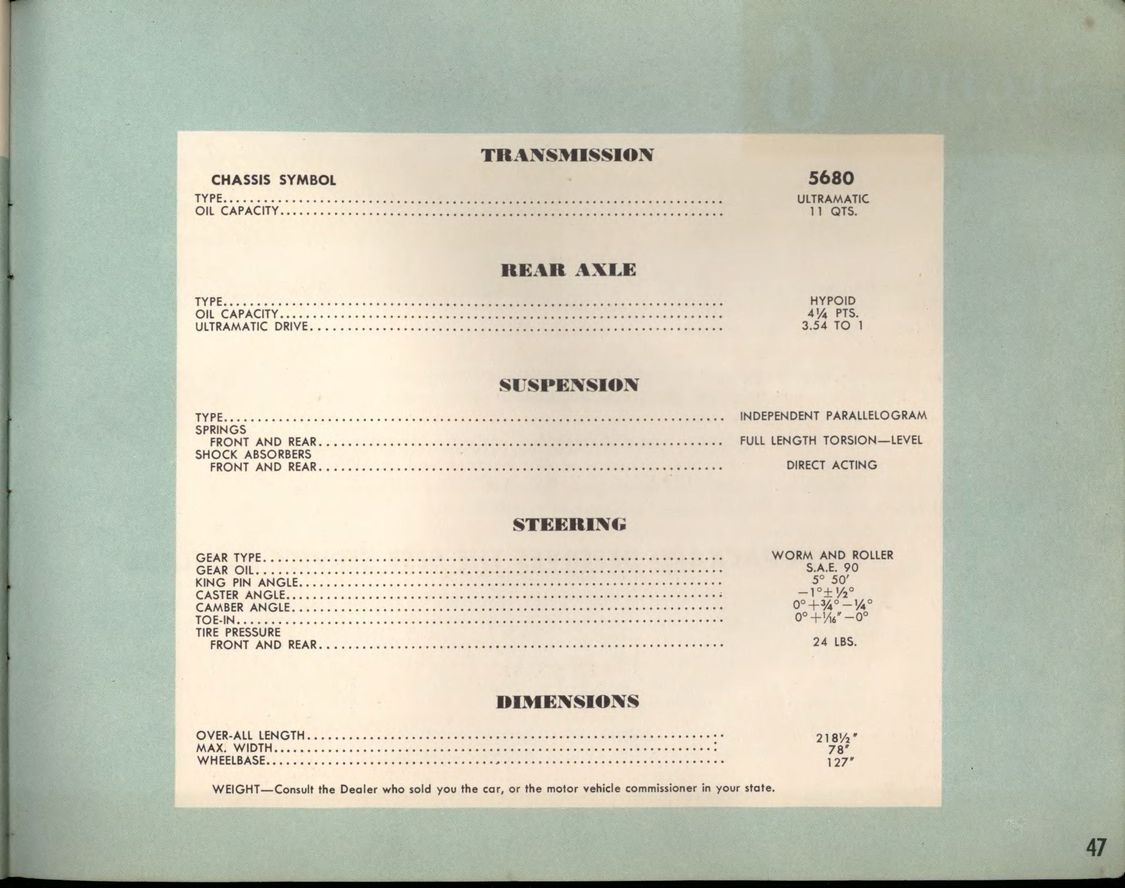 TRANSMISSION
CHASSIS SYMBOL 5680
TYPE ULTRAMATIC
OIL CAPACITY 11 QTS.
REAR AXLE
TYPE HYPOID
OIL CAPACITY 4¼ PTS.
ULTRAMATIC DRIVE 3.54 TO 1
SUSPENSION
TYPE INDEPENDENT PARALLELOGRAM
SPRINGS
FRONT AND REAR FULL LENGTH TORSION—LEVEL
SHOCK ABSORBERS
FRONT AND REAR DIRECT ACTING
STEERING
GEAR TYPE WORM AND ROLLER
GEAR OIL S.A.E. 90
KING PIN ANGLE 5° 50′
CASTER ANGLE —1°±½°
CAMBER ANGLE 0°+¾°—¼°
TOE-IN 0°+1/16″—0°
TIRE PRESSURE
FRONT AND REAR 24 LBS.
DIMENSIONS
OVER-ALL LENGTH 218½″
MAX. WIDTH 78″
WHEELBASE 127″
WEIGHT—Consult the Dealer who sold you the car, or the motor vehicle commissioner in your state.
47